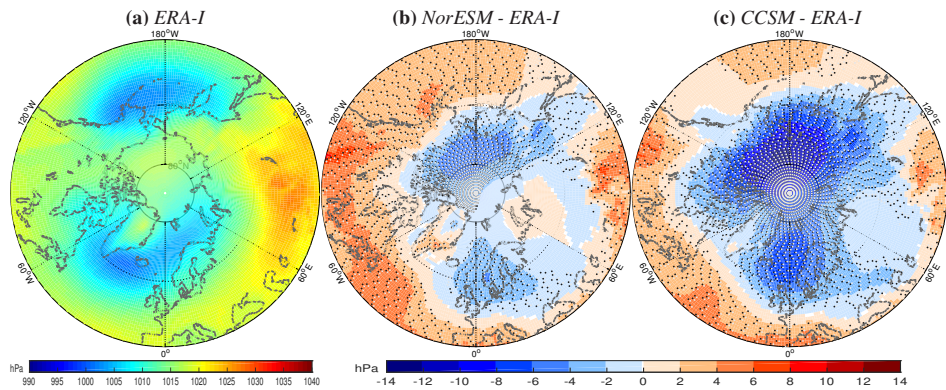 (a) ERA-I (b) NorESM - ERA-I (c) CCSM - ERA-I
180°W 180°W 180°W
120°W 120°E 120°W 120°E 120°W 120°E
80°N
60°W 60°E 60°W 60°E 60°W 60°E
0° 0° 0°
hPa hPa
990 995 1000 1005 1010 1015 1020 1025 1030 1035 1040 -14 -12 -10 -8 -6 -4 -2 0 2 4 6 8 10 12 14